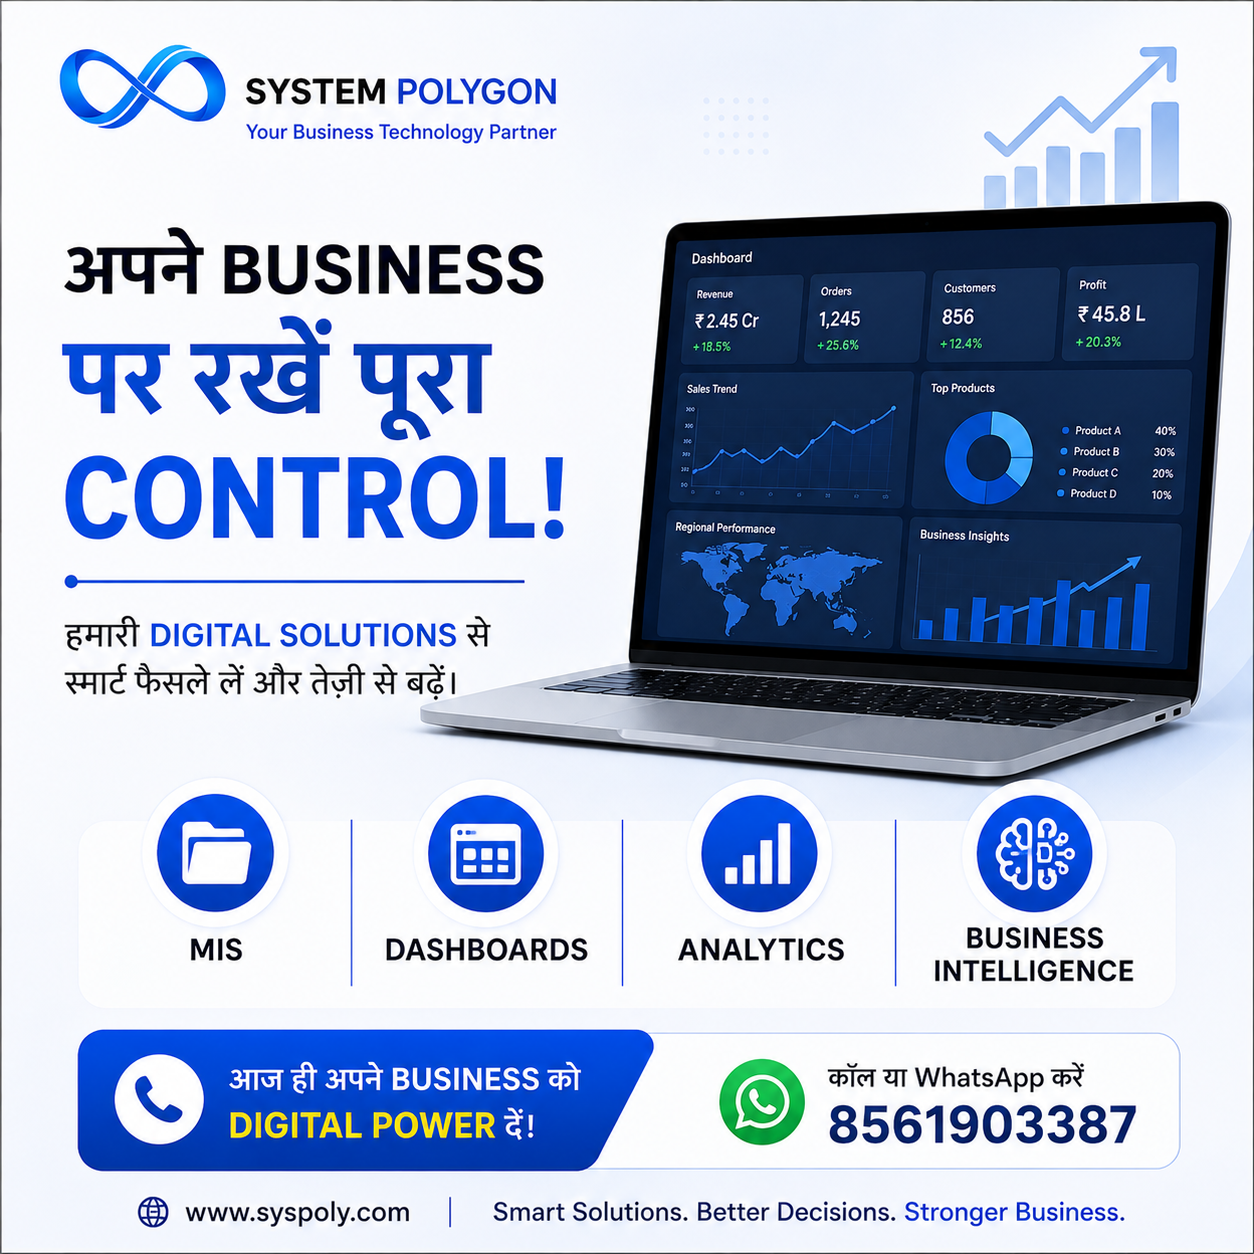 SYSTEM POLYGON
Your Business Technology Partner
अपने BUSINESS
पर रखें पूरा
CONTROL!
हमारी DIGITAL SOLUTIONS से
स्मार्ट फैसले लें और तेज़ी से बढ़ें।
Dashboard
Revenue
₹ 2.45 Cr
+18.5%
Orders
1,245
+25.6%
Customers
856
+12.4%
Profit
₹ 45.8 L
+20.3%
Sales Trend
Top Products
Product A 40%
Product B 30%
Product C 20%
Product D 10%
Regional Performance
Business Insights
MIS
DASHBOARDS
ANALYTICS
BUSINESS
INTELLIGENCE
आज ही अपने BUSINESS को
DIGITAL POWER दें!
कॉल या WhatsApp करें
8561903387
www.syspoly.com
Smart Solutions. Better Decisions. Stronger Business.